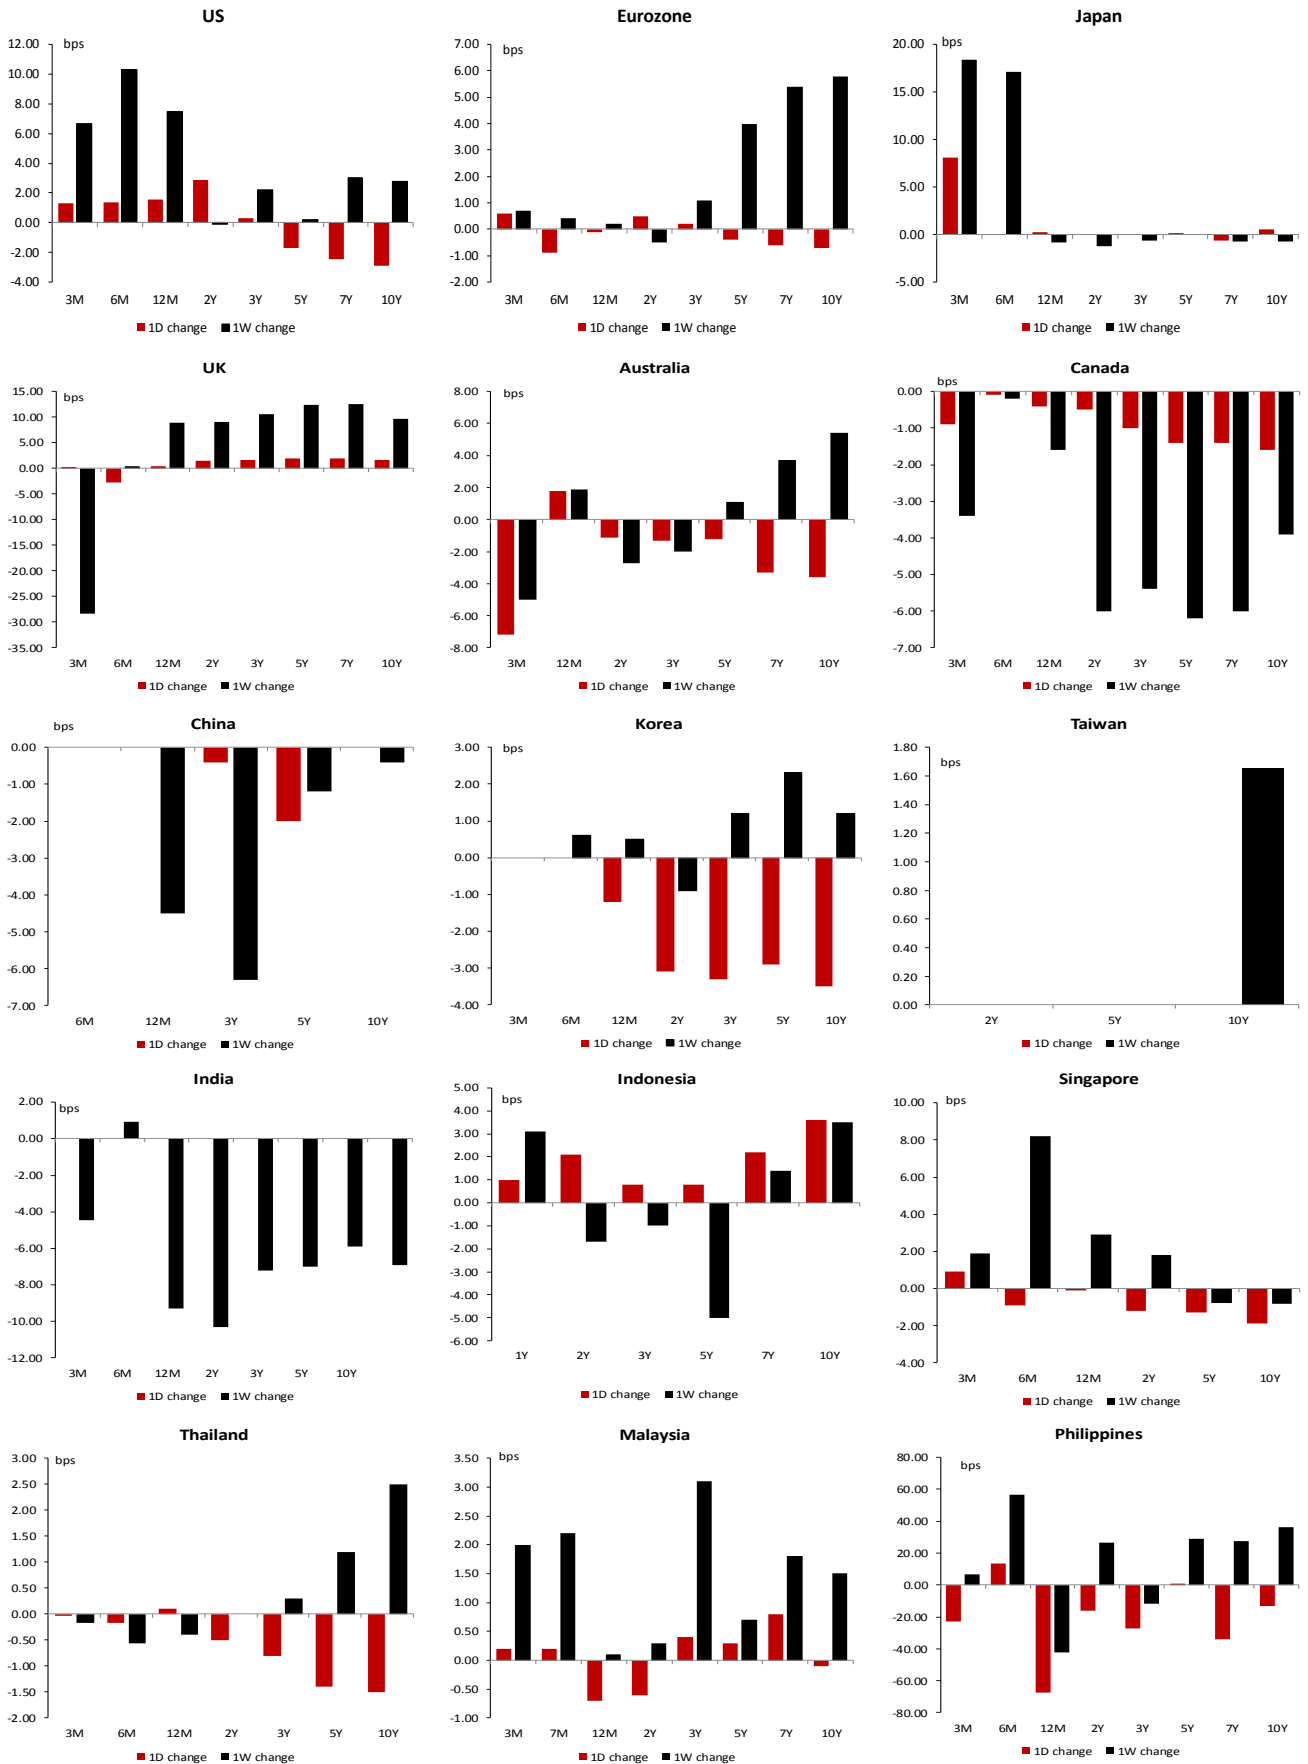 US
bps
12.00
10.00
8.00
6.00
4.00
2.00
0.00
-2.00
-4.00
3M 6M 12M 2Y 3Y 5Y 7Y 10Y
1D change 1W change
Eurozone
bps
7.00
6.00
5.00
4.00
3.00
2.00
1.00
0.00
-1.00
-2.00
3M 6M 12M 2Y 3Y 5Y 7Y 10Y
1D change 1W change
Japan
bps
20.00
15.00
10.00
5.00
0.00
-5.00
3M 6M 12M 2Y 3Y 5Y 7Y 10Y
1D change 1W change
UK
bps
15.00
10.00
5.00
0.00
-5.00
-10.00
-15.00
-20.00
-25.00
-30.00
-35.00
3M 6M 12M 2Y 3Y 5Y 7Y 10Y
1D change 1W change
Australia
bps
8.00
6.00
4.00
2.00
0.00
-2.00
-4.00
-6.00
-8.00
3M 12M 2Y 3Y 5Y 7Y 10Y
1D change 1W change
Canada
bps
0.00
-1.00
-2.00
-3.00
-4.00
-5.00
-6.00
-7.00
3M 6M 12M 2Y 3Y 5Y 7Y 10Y
1D change 1W change
China
bps
0.00
-1.00
-2.00
-3.00
-4.00
-5.00
-6.00
-7.00
6M 12M 3Y 5Y 10Y
1D change 1W change
Korea
bps
3.00
2.00
1.00
0.00
-1.00
-2.00
-3.00
-4.00
3M 6M 12M 2Y 3Y 5Y 10Y
1D change 1W change
Taiwan
bps
1.80
1.60
1.40
1.20
1.00
0.80
0.60
0.40
0.20
0.00
2Y 5Y 10Y
1D change 1W change
India
bps
2.00
0.00
-2.00
-4.00
-6.00
-8.00
-10.00
-12.00
3M 6M 12M 2Y 3Y 5Y 10Y
1D change 1W change
Indonesia
bps
5.00
4.00
3.00
2.00
1.00
0.00
-1.00
-2.00
-3.00
-4.00
-5.00
-6.00
1Y 2Y 3Y 5Y 7Y 10Y
1D change 1W change
Singapore
bps
10.00
8.00
6.00
4.00
2.00
0.00
-2.00
-4.00
3M 6M 12M 2Y 5Y 10Y
1D change 1W change
Thailand
bps
3.00
2.50
2.00
1.50
1.00
0.50
0.00
-0.50
-1.00
-1.50
-2.00
3M 6M 12M 2Y 3Y 5Y 10Y
1D change 1W change
Malaysia
bps
3.50
3.00
2.50
2.00
1.50
1.00
0.50
0.00
-0.50
-1.00
3M 7M 12M 2Y 3Y 5Y 7Y 10Y
1D change 1W change
Philippines
bps
80.00
60.00
40.00
20.00
0.00
-20.00
-40.00
-60.00
-80.00
3M 6M 12M 2Y 3Y 5Y 7Y 10Y
1D change 1W change